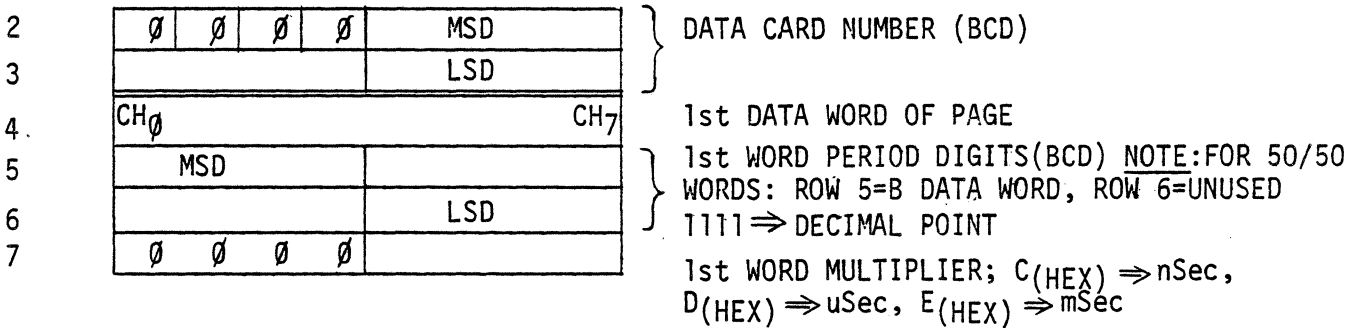 2 Ø Ø Ø Ø MSD DATA CARD NUMBER (BCD)
3 LSD
4 CHØ CH7 1st DATA WORD OF PAGE
5 MSD 1st WORD PERIOD DIGITS(BCD) NOTE:FOR 50/50
WORDS: ROW 5=B DATA WORD, ROW 6=UNUSED
6 LSD 1111⇒DECIMAL POINT
7 Ø Ø Ø Ø 1st WORD MULTIPLIER; C(HEX)⇒nSec,
D(HEX)⇒uSec, E(HEX)⇒mSec